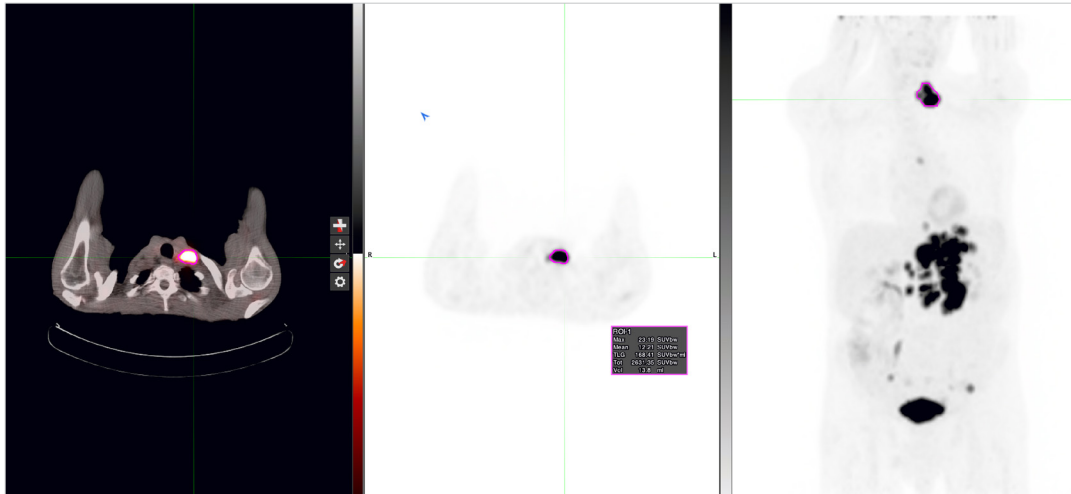 R
L
ROI-1
Max 23.19 SUVbw
Mean 12.21 SUVbw
TLG 168.41 SUVbw*ml
Tot 2631.36 SUVbw
Vol 13.8 ml